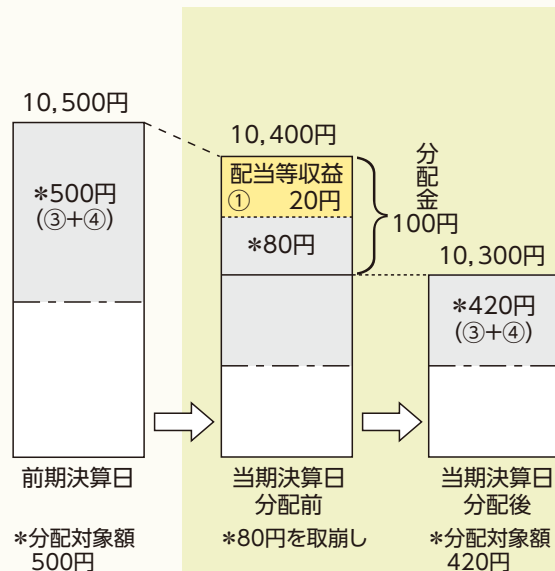 10,500円
*500円
(③+④)
前期決算日
*分配対象額
500円
10,400円
配当等収益
① 20円
*80円
分配金
100円
当期決算日
分配前
*80円を取崩し
10,300円
*420円
(③+④)
当期決算日
分配後
*分配対象額
420円